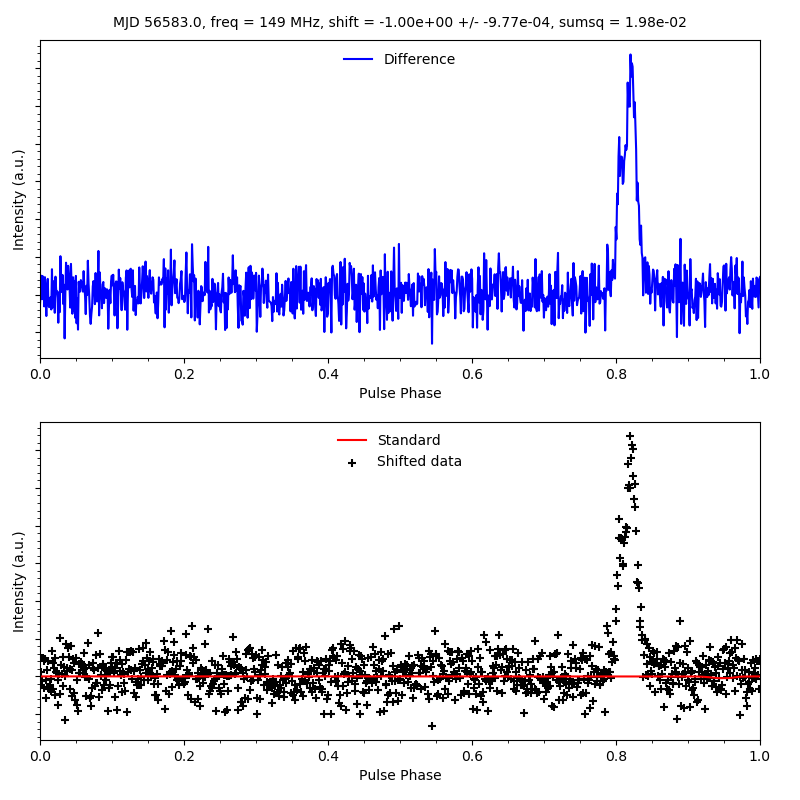 MJD 56583.0, freq = 149 MHz, shift = -1.00e+00 +/- -9.77e-04, sumsq = 1.98e-02
Difference
Intensity (a.u.)
0.0 0.2 0.4 0.6 0.8 1.0
Pulse Phase
Standard
Shifted data
Intensity (a.u.)
0.0 0.2 0.4 0.6 0.8 1.0
Pulse Phase